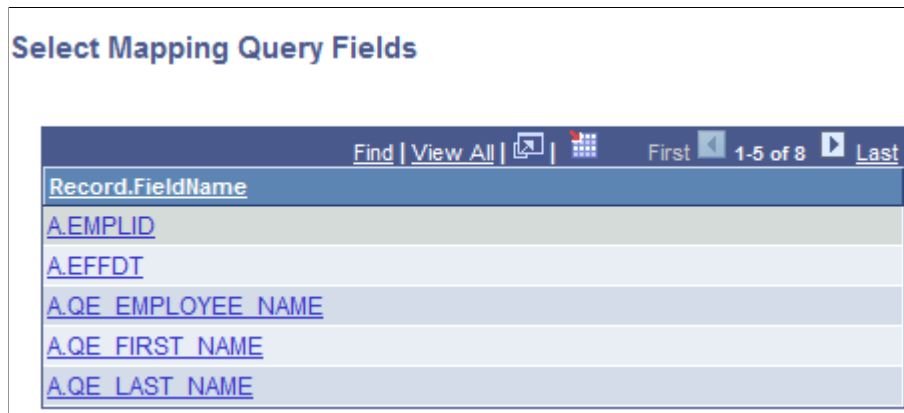 Select Mapping Query Fields
Find | View All | | First 1-5 of 8 Last
Record.FieldName
A.EMPLID
A.EFFDT
A.QE_EMPLOYEE_NAME
A.QE_FIRST_NAME
A.QE_LAST_NAME